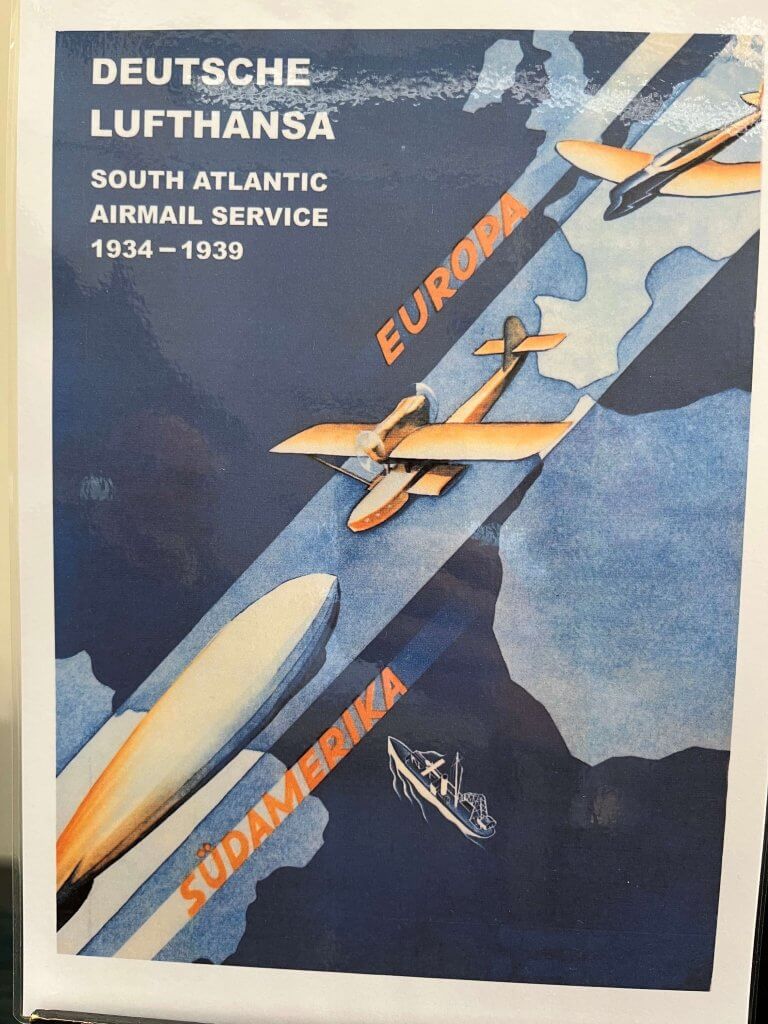 DEUTSCHE
LUFTHANSA
SOUTH ATLANTIC
AIRMAIL SERVICE
1934–1939
EUROPA
SÜDAMERIKA